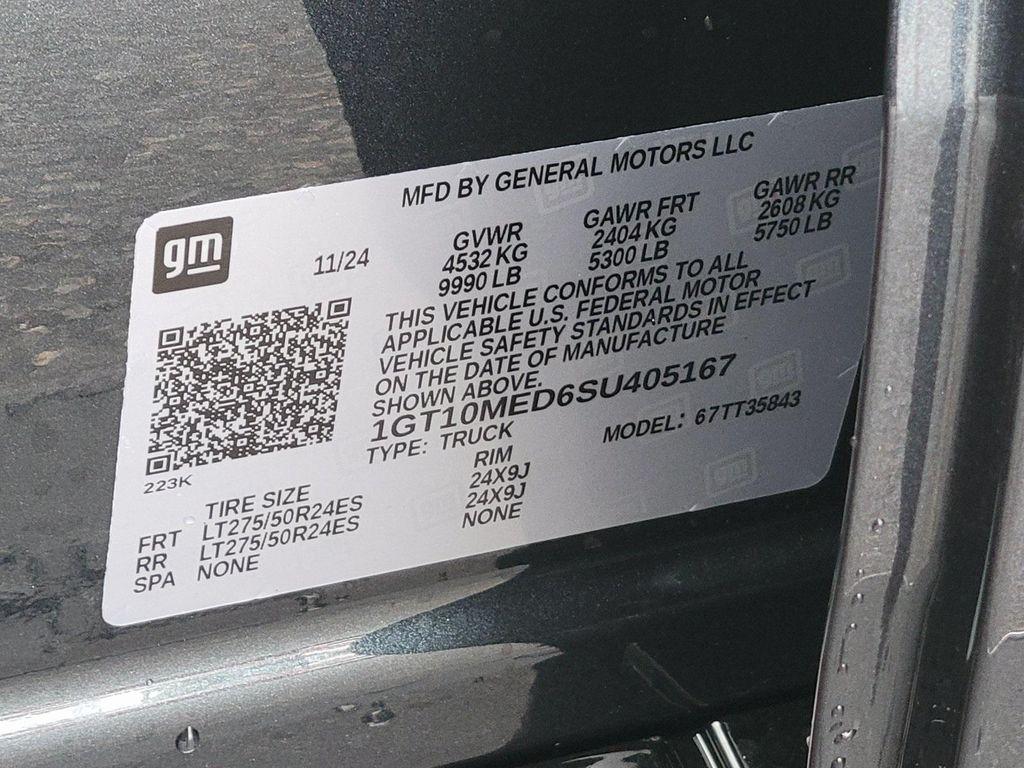 MFD BY GENERAL MOTORS LLC
gm
11/24
GVWR
4532 KG
9990 LB
GAWR FRT
2404 KG
5300 LB
GAWR RR
2608 KG
5750 LB
THIS VEHICLE CONFORMS TO ALL
APPLICABLE U.S. FEDERAL MOTOR
VEHICLE SAFETY STANDARDS IN EFFECT
ON THE DATE OF MANUFACTURE
SHOWN ABOVE.
1GT10MED6SU405167
TYPE: TRUCK
MODEL: 67TT35843
223K
TIRE SIZE RIM
FRT LT275/50R24ES 24X9J
RR LT275/50R24ES 24X9J
SPA NONE NONE